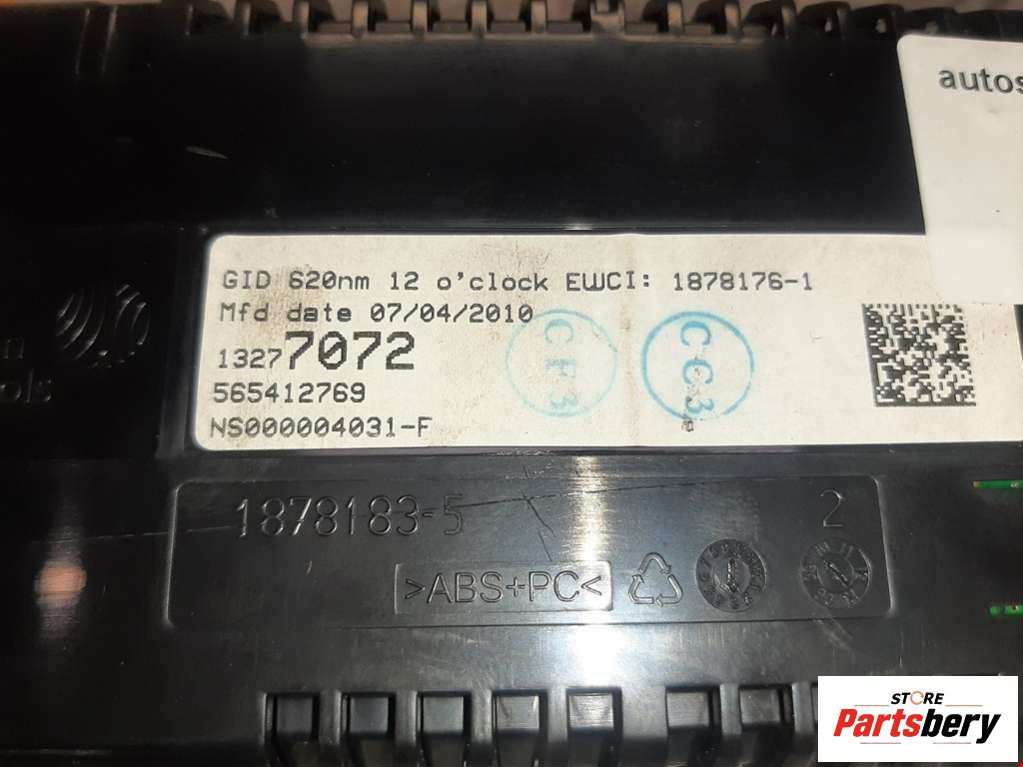 autos
GID 620nm 12 o'clock EWCI: 1878176-1
Mfd date 07/04/2010
13277072
565412769
NS000004031-F
CF3
CC3
n
ols
1878183-5
2
>ABS+PC<
STORE
Partsbery